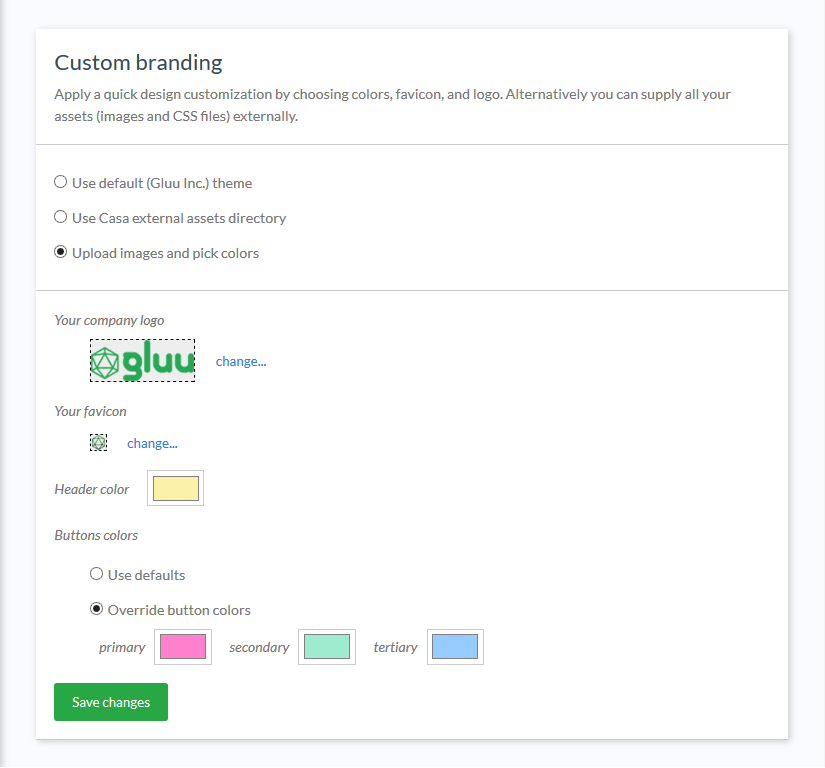 Custom branding
Apply a quick design customization by choosing colors, favicon, and logo. Alternatively you can supply all your
assets (images and CSS files) externally.
Use default (Gluu Inc.) theme
Use Casa external assets directory
Upload images and pick colors
Your company logo
gluu change...
Your favicon
change...
Header color
Buttons colors
Use defaults
Override button colors
primary secondary tertiary
Save changes